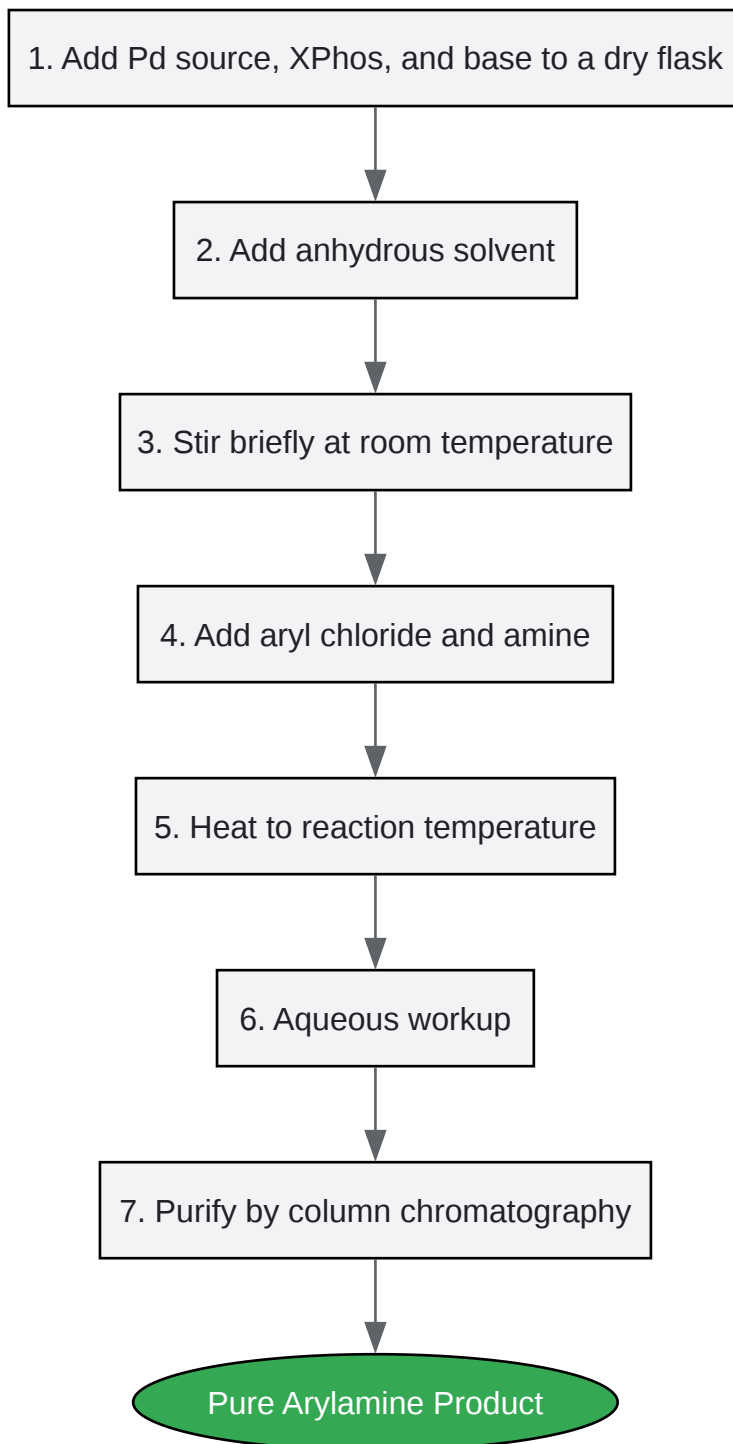 1. Add Pd source, XPhos, and base to a dry flask
2. Add anhydrous solvent
3. Stir briefly at room temperature
4. Add aryl chloride and amine
5. Heat to reaction temperature
6. Aqueous workup
7. Purify by column chromatography
Pure Arylamine Product